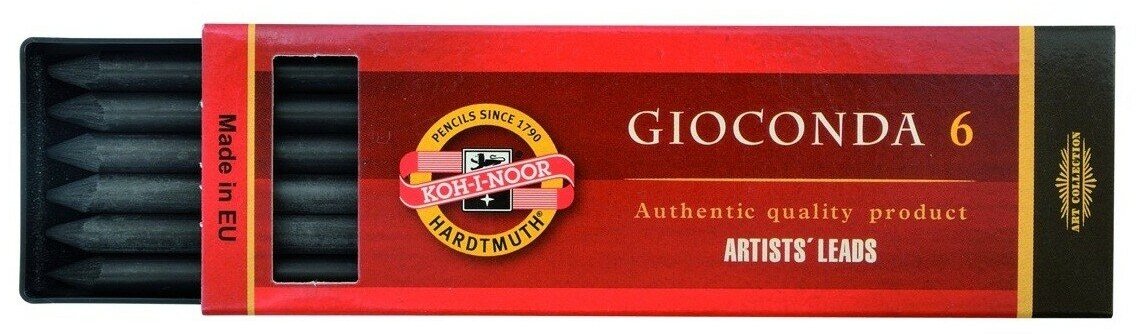 Made in EU
PENCILS SINCE 1790
KOH-I-NOOR
HARDTMUTH®
GIOCONDA 6
Authentic quality product
ARTISTS´ LEADS
ART COLLECTION